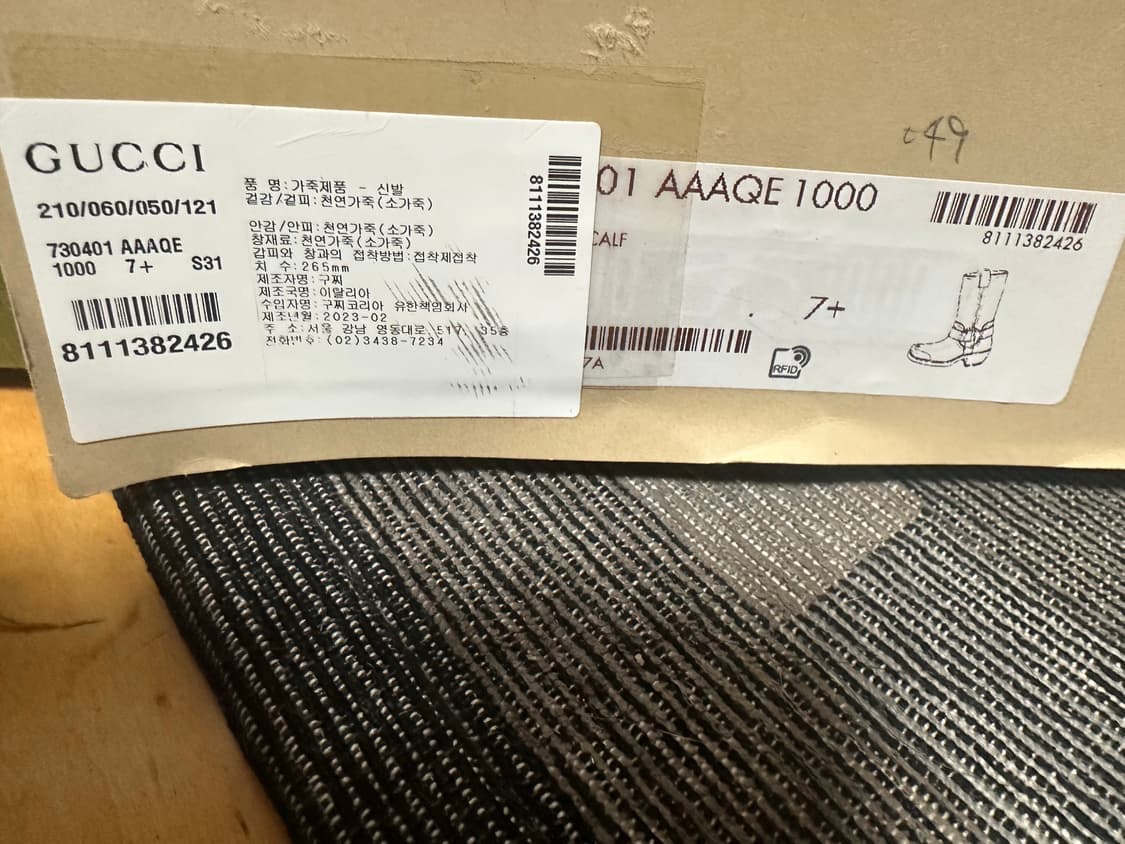 GUCCI
210/060/050/121
730401 AAAQE
1000 7+ S31
8111382426
품 명:가죽제품 - 신발
겉감/겉피:천연가죽(소가죽)
안감/안피:천연가죽(소가죽)
창재료:천연가죽(소가죽)
갑피와 창과의 접착방법:접착제접착
치 수:265mm
제조자명:구찌
제조국명:이탈리아
수입자명:구찌코리아 유한책임회사
제조년월:2023-02
주 소:서울 강남 영동대로 517, 35층
전화번호:(02)3438-7234
8111382426
01 AAAQE 1000
CALF
8111382426
7+
7A
RFID
t49